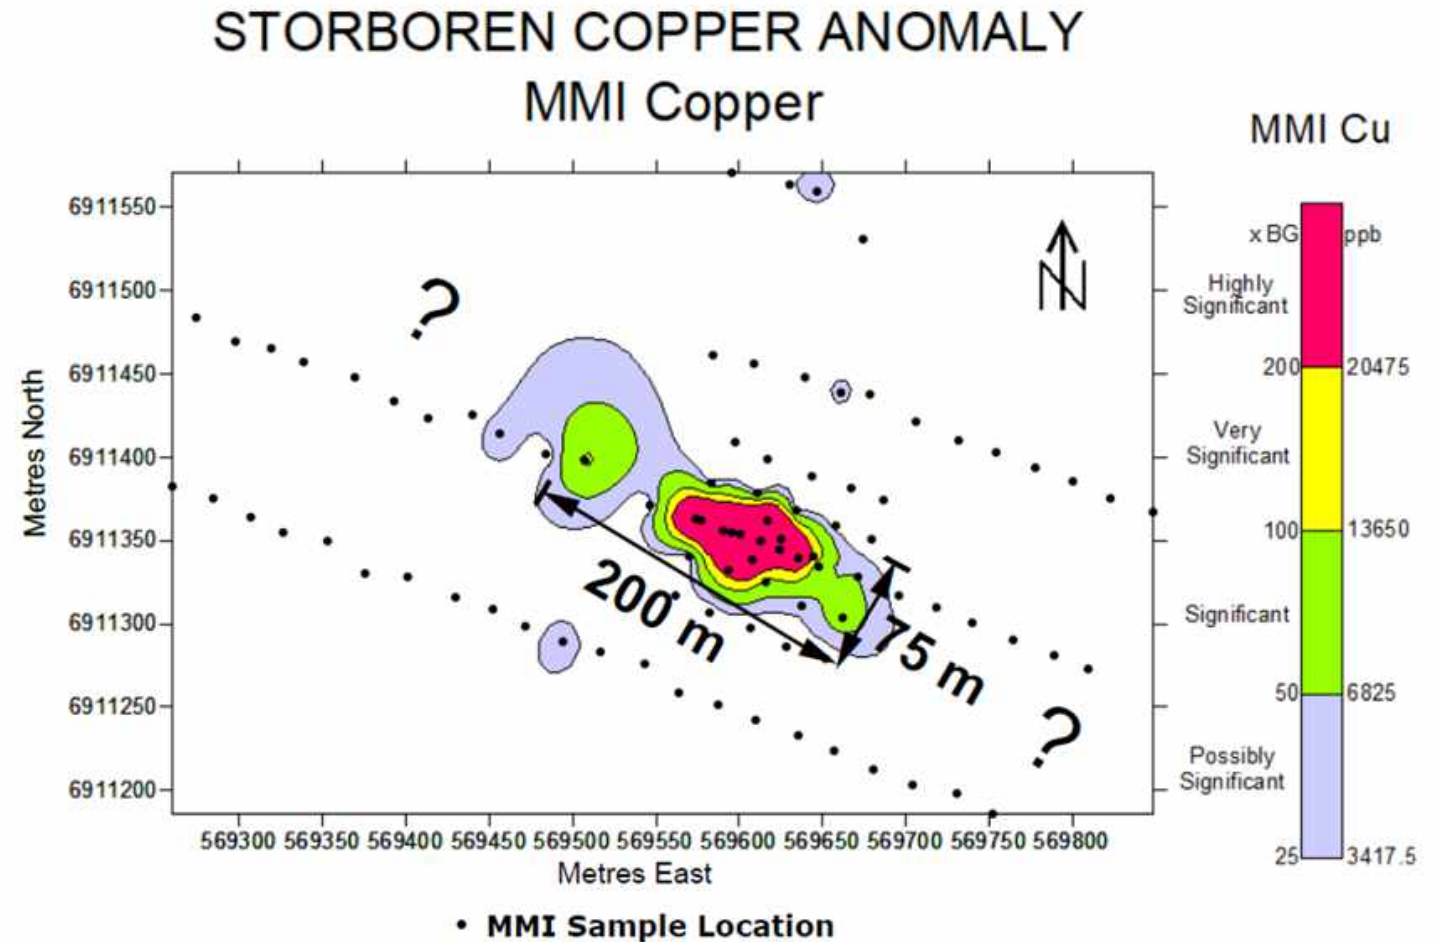 STORBOREN COPPER ANOMALY
MMI Copper
MMI Cu
x BG ppb
Highly
Significant
200 20475
Very
Significant
100 13650
Significant
50 6825
Possibly
Significant
25 3417.5
Metres North
6911550
6911500
6911450
6911400
6911350
6911300
6911250
6911200
N
?
200 m
75 m
?
569300 569350 569400 569450 569500 569550 569600 569650 569700 569750 569800
Metres East
• MMI Sample Location